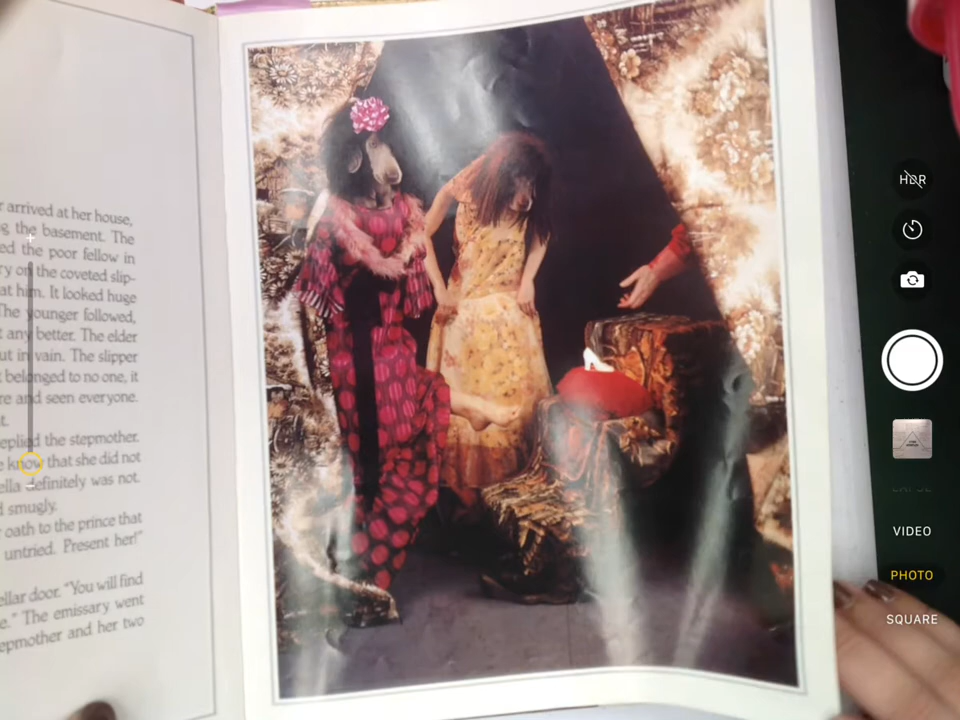 arrived at her house,
the basement. The
ed the poor fellow in
ry on the coveted slip-
at him. It looked huge
The younger followed,
t any better. The elder
ut in vain. The slipper
t belonged to no one, it
re and seen everyone.
t.
replied the stepmother.
e know that she did not
ella definitely was not.
d smugly.
r oath to the prince that
untried. Present her!"
ellar door. "You will find
e." The emissary went
epmother and her two
HDR
VIDEO
PHOTO
SQUARE